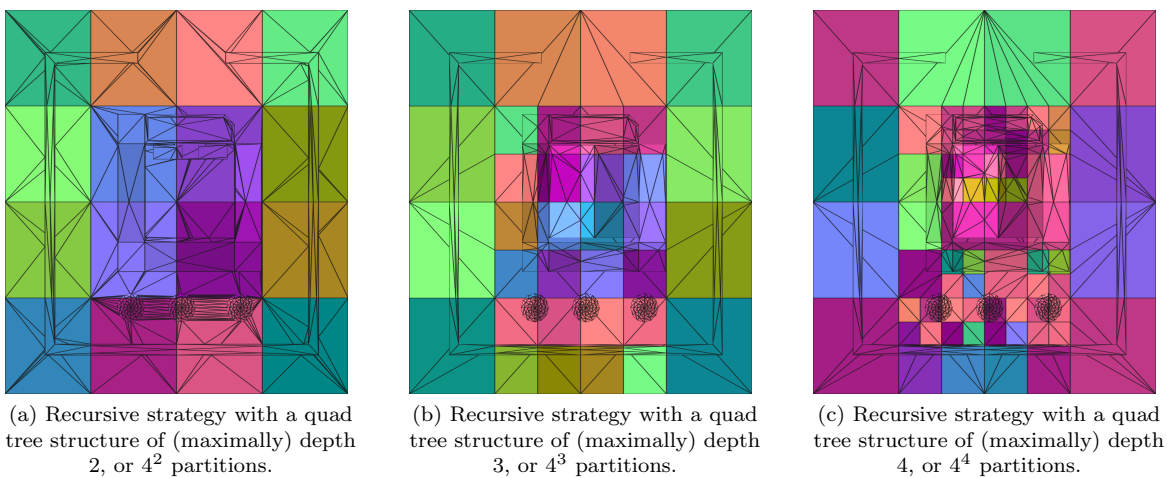 (a) Recursive strategy with a quad
tree structure of (maximally) depth
2, or 4² partitions.
(b) Recursive strategy with a quad
tree structure of (maximally) depth
3, or 4³ partitions.
(c) Recursive strategy with a quad
tree structure of (maximally) depth
4, or 4⁴ partitions.